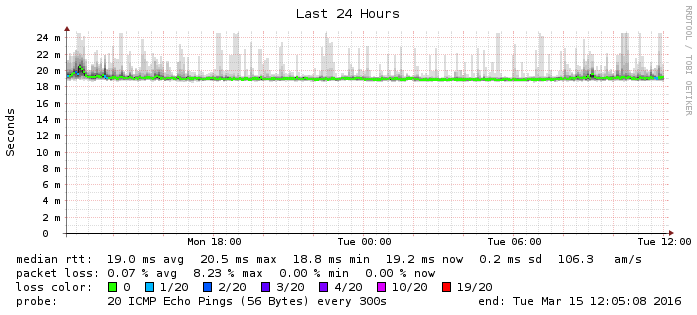 Last 24 Hours
RRDTOOL / TOBI OETIKER
Seconds
24 m
22 m
20 m
18 m
16 m
14 m
12 m
10 m
8 m
6 m
4 m
2 m
0
Mon 18:00 Tue 00:00 Tue 06:00 Tue 12:00
median rtt: 19.0 ms avg 20.5 ms max 18.8 ms min 19.2 ms now 0.2 ms sd 106.3 am/s
packet loss: 0.07 % avg 8.23 % max 0.00 % min 0.00 % now
loss color: 0 1/20 2/20 3/20 4/20 10/20 19/20
probe: 20 ICMP Echo Pings (56 Bytes) every 300s end: Tue Mar 15 12:05:08 2016